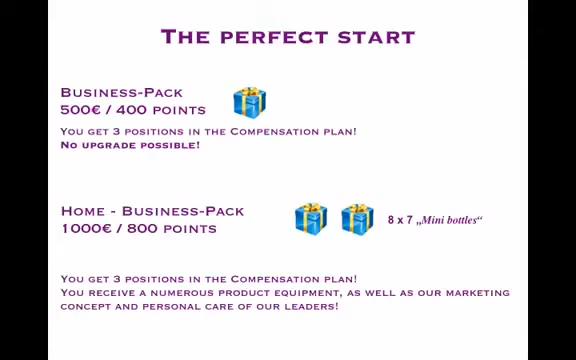 The perfect start
Business-Pack
500€ / 400 points
You get 3 positions in the Compensation plan!
No upgrade possible!
Home - Business-Pack
1000€ / 800 points
8 x 7 „Mini bottles“
You get 3 positions in the Compensation plan!
You receive a numerous product equipment, as well as our marketing
concept and personal care of our leaders!